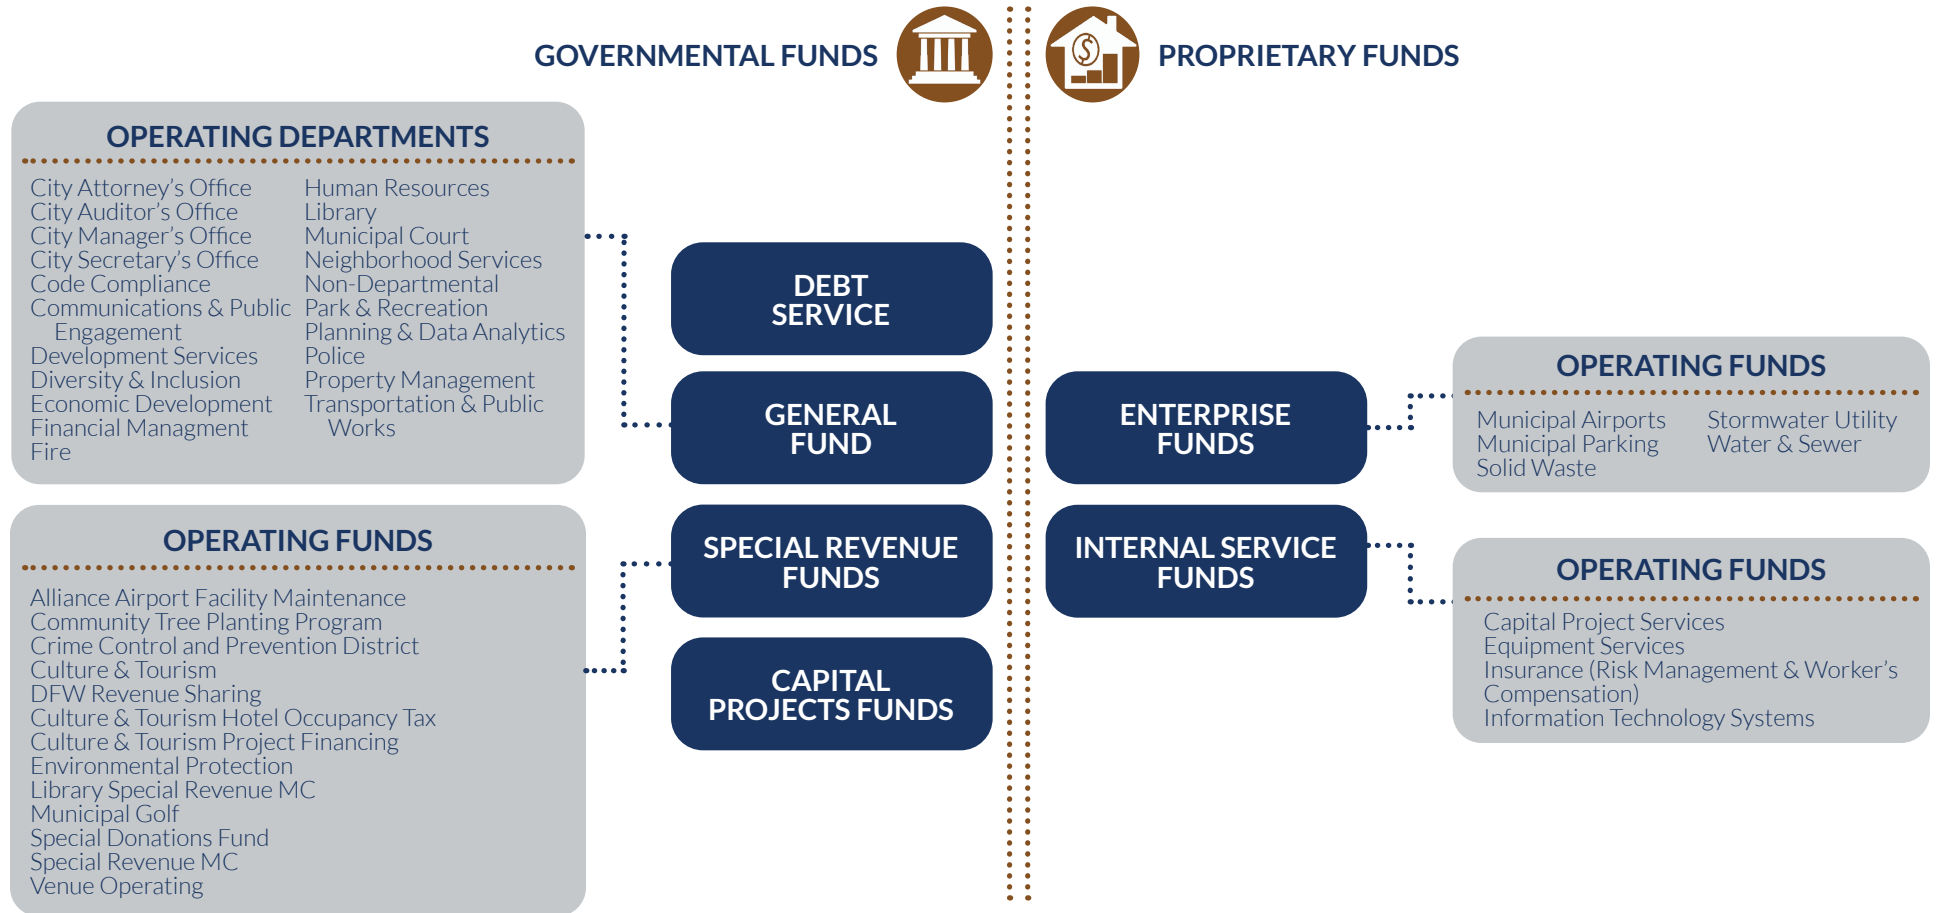 GOVERNMENTAL FUNDS
PROPRIETARY FUNDS
OPERATING DEPARTMENTS
City Attorney’s Office
City Auditor’s Office
City Manager’s Office
City Secretary’s Office
Code Compliance
Communications & Public
Engagement
Development Services
Diversity & Inclusion
Economic Development
Financial Managment
Fire
Human Resources
Library
Municipal Court
Neighborhood Services
Non-Departmental
Park & Recreation
Planning & Data Analytics
Police
Property Management
Transportation & Public
Works
OPERATING FUNDS
Alliance Airport Facility Maintenance
Community Tree Planting Program
Crime Control and Prevention District
Culture & Tourism
DFW Revenue Sharing
Culture & Tourism Hotel Occupancy Tax
Culture & Tourism Project Financing
Environmental Protection
Library Special Revenue MC
Municipal Golf
Special Donations Fund
Special Revenue MC
Venue Operating
DEBT
SERVICE
GENERAL
FUND
SPECIAL REVENUE
FUNDS
CAPITAL
PROJECTS FUNDS
$
ENTERPRISE
FUNDS
INTERNAL SERVICE
FUNDS
OPERATING FUNDS
Municipal Airports
Municipal Parking
Solid Waste
Stormwater Utility
Water & Sewer
OPERATING FUNDS
Capital Project Services
Equipment Services
Insurance (Risk Management & Worker’s
Compensation)
Information Technology Systems